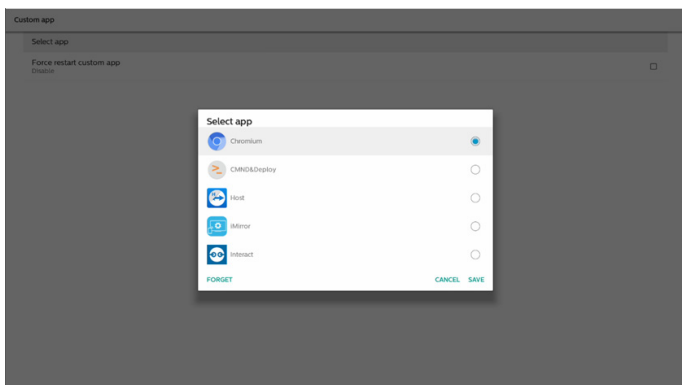 Custom app
Select app
Force restart custom app
Disable
Select app
Chromium
CMND&Deploy
Host
iMirror
Interact
FORGET CANCEL SAVE